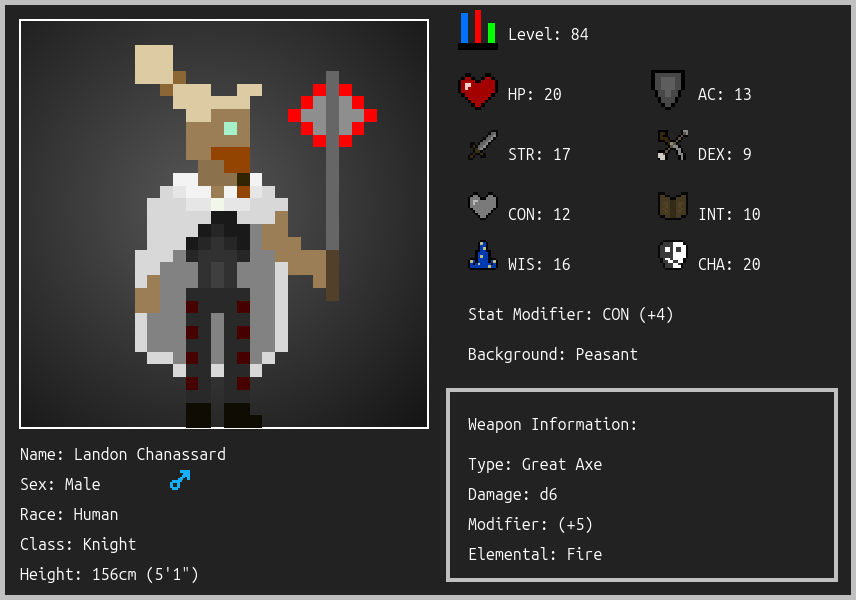 Level: 84
HP: 20
AC: 13
STR: 17
DEX: 9
CON: 12
INT: 10
WIS: 16
CHA: 20
Stat Modifier: CON (+4)
Background: Peasant
Weapon Information:
Type: Great Axe
Damage: d6
Modifier: (+5)
Elemental: Fire
Name: Landon Chanassard
Sex: Male
Race: Human
Class: Knight
Height: 156cm (5'1")